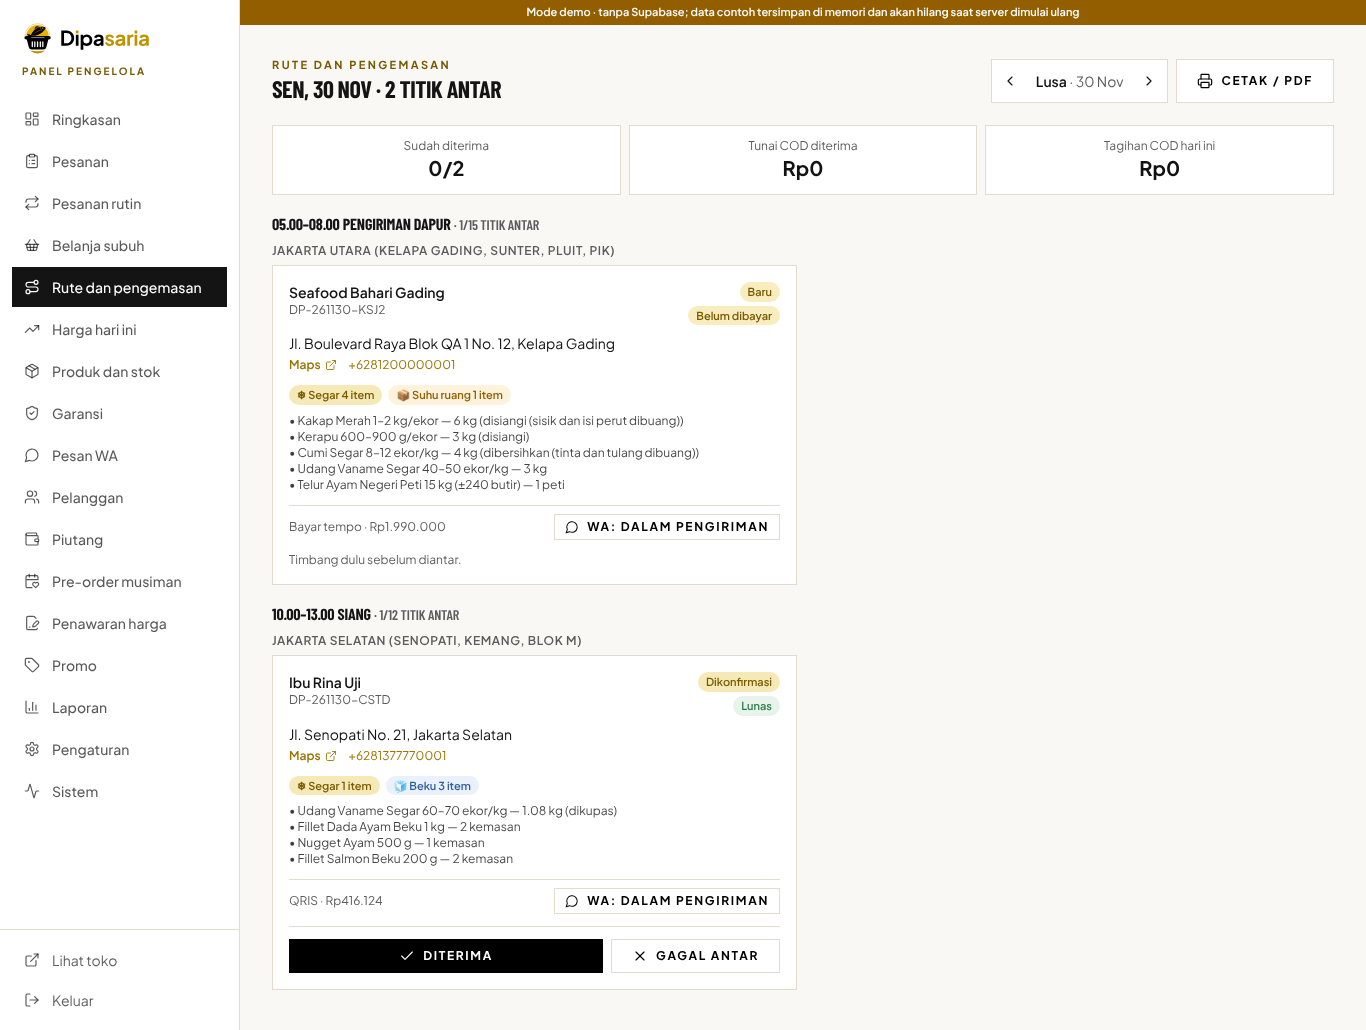 Mode demo · tanpa Supabase; data contoh tersimpan di memori dan akan hilang saat server dimulai ulang
Dipasaria
PANEL PENGELOLA
Ringkasan
Pesanan
Pesanan rutin
Belanja subuh
Rute dan pengemasan
Harga hari ini
Produk dan stok
Garansi
Pesan WA
Pelanggan
Piutang
Pre-order musiman
Penawaran harga
Promo
Laporan
Pengaturan
Sistem
Lihat toko
Keluar
RUTE DAN PENGEMASAN
SEN, 30 NOV · 2 TITIK ANTAR
Lusa · 30 Nov
CETAK / PDF
Sudah diterima
0/2
Tunai COD diterima
Rp0
Tagihan COD hari ini
Rp0
05.00–08.00 PENGIRIMAN DAPUR · 1/15 TITIK ANTAR
JAKARTA UTARA (KELAPA GADING, SUNTER, PLUIT, PIK)
Seafood Bahari Gading
Baru
DP-261130-KSJ2
Belum dibayar
Jl. Boulevard Raya Blok QA 1 No. 12, Kelapa Gading
Maps +6281200000001
❄ Segar 4 item 📦 Suhu ruang 1 item
• Kakap Merah 1–2 kg/ekor — 6 kg (disiangi (sisik dan isi perut dibuang))
• Kerapu 600–900 g/ekor — 3 kg (disiangi)
• Cumi Segar 8–12 ekor/kg — 4 kg (dibersihkan (tinta dan tulang dibuang))
• Udang Vaname Segar 40–50 ekor/kg — 3 kg
• Telur Ayam Negeri Peti 15 kg (±240 butir) — 1 peti
Bayar tempo · Rp1.990.000
WA: DALAM PENGIRIMAN
Timbang dulu sebelum diantar.
10.00–13.00 SIANG · 1/12 TITIK ANTAR
JAKARTA SELATAN (SENOPATI, KEMANG, BLOK M)
Ibu Rina Uji
Dikonfirmasi
DP-261130-CSTD
Lunas
Jl. Senopati No. 21, Jakarta Selatan
Maps +6281377770001
❄ Segar 1 item 🧊 Beku 3 item
• Udang Vaname Segar 60–70 ekor/kg — 1.08 kg (dikupas)
• Fillet Dada Ayam Beku 1 kg — 2 kemasan
• Nugget Ayam 500 g — 1 kemasan
• Fillet Salmon Beku 200 g — 2 kemasan
QRIS · Rp416.124
WA: DALAM PENGIRIMAN
DITERIMA
GAGAL ANTAR